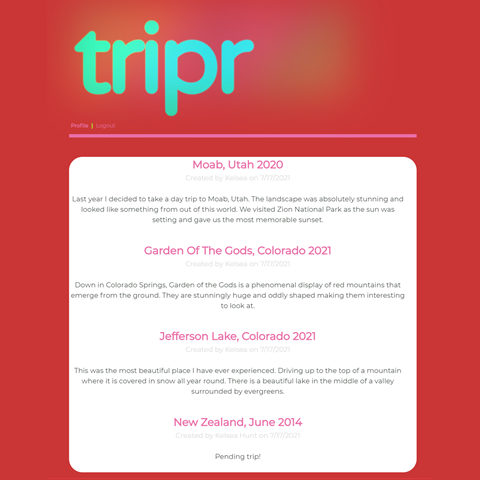 tripr
Profile | Logout
Moab, Utah 2020
Created by Kelsea on 7/17/2021
Last year I decided to take a day trip to Moab, Utah. The landscape was absolutely stunning and
looked like something from out of this world. We visited Zion National Park as the sun was
setting and gave us the most memorable sunset.
Garden Of The Gods, Colorado 2021
Created by Kelsea on 7/17/2021
Down in Colorado Springs, Garden of the Gods is a phenomenal display of red mountains that
emerge from the ground. They are stunningly huge and oddly shaped making them interesting
to look at.
Jefferson Lake, Colorado 2021
Created by Kelsea on 7/17/2021
This was the most beautiful place I have ever experienced. Driving up to the top of a mountain
where it is covered in snow all year round. There is a beautiful lake in the middle of a valley
surrounded by evergreens.
New Zealand, June 2014
Created by Kelsea Hunt on 7/17/2021
Pending trip!